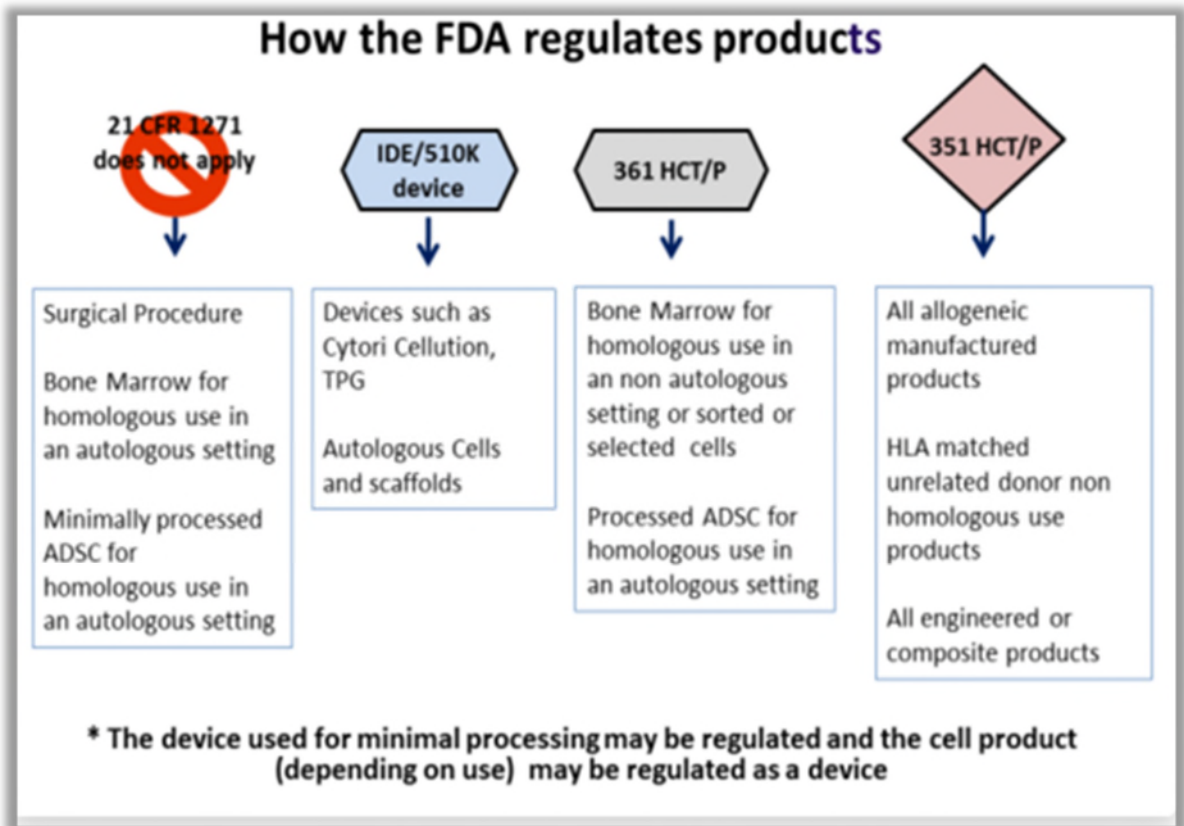 How the FDA regulates products
21 CFR 1271
does not apply
IDE/510K
device
361 HCT/P
351 HCT/P
Surgical Procedure
Bone Marrow for
homologous use in
an autologous setting
Minimally processed
ADSC for
homologous use in
an autologous setting
Devices such as
Cytori Cellution,
TPG
Autologous Cells
and scaffolds
Bone Marrow for
homologous use in
an non autologous
setting or sorted or
selected cells
Processed ADSC for
homologous use in
an autologous setting
All allogeneic
manufactured
products
HLA matched
unrelated donor non
homologous use
products
All engineered or
composite products
* The device used for minimal processing may be regulated and the cell product
(depending on use) may be regulated as a device